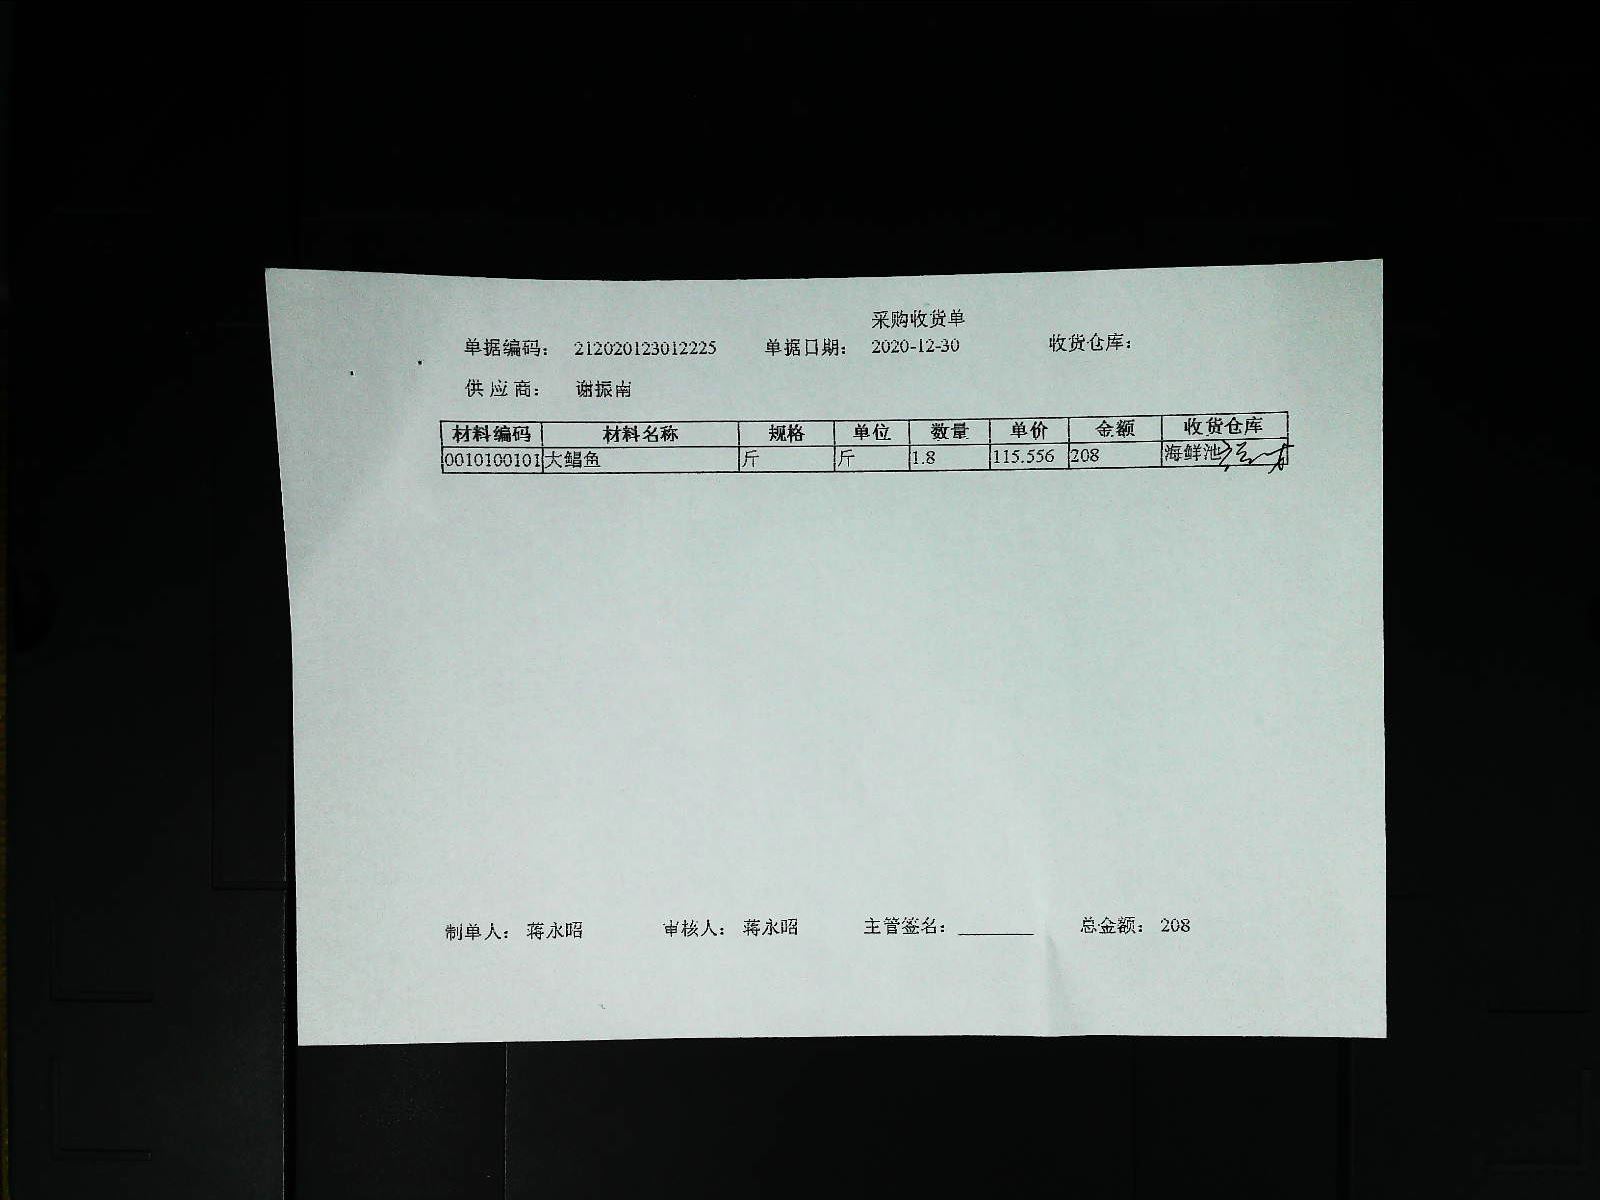 采购收货单
单据编码： 212020123012225 单据日期： 2020-12-30 收货仓库：
供 应 商： 谢振南
材料编码 材料名称 规格 单位 数量 单价 金额 收货仓库
0010100101 大鲳鱼 斤 斤 1.8 115.556 208 海鲜池
制单人： 蒋永昭 审核人： 蒋永昭 主管签名：________ 总金额： 208